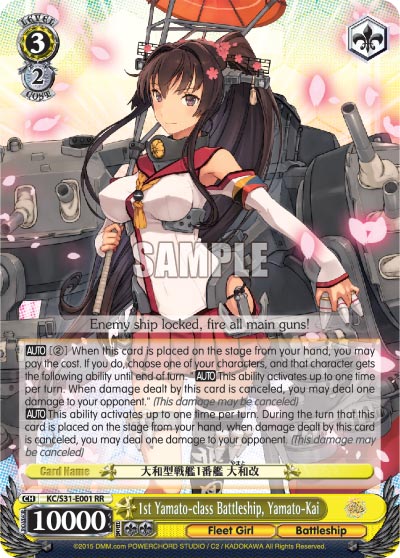 LEVEL
3
2
COST
SAMPLE
Enemy ship locked, fire all main guns!
AUTO [②] When this card is placed on the stage from your hand, you may
pay the cost. If you do, choose one of your characters, and that character gets
the following ability until end of turn. "AUTO This ability activates up to one
time per turn. When damage dealt by this card is canceled, you may deal one
damage to your opponent." (This damage may be canceled)
AUTO This ability activates up to one time per turn. During the turn that this
card is placed on the stage from your hand, when damage dealt by this card
is canceled, you may deal one damage to your opponent. (This damage may
be canceled)
Card Name
大和型戦艦1番艦 大和改
やまと
CH KC/S31-E001 RR
1st Yamato-class Battleship, Yamato-Kai
POWER
10000
Fleet Girl
Battleship
©2015 DMM.com POWERCHORD STUDIO / C2 / KADOKAWA All Rights Reserved.